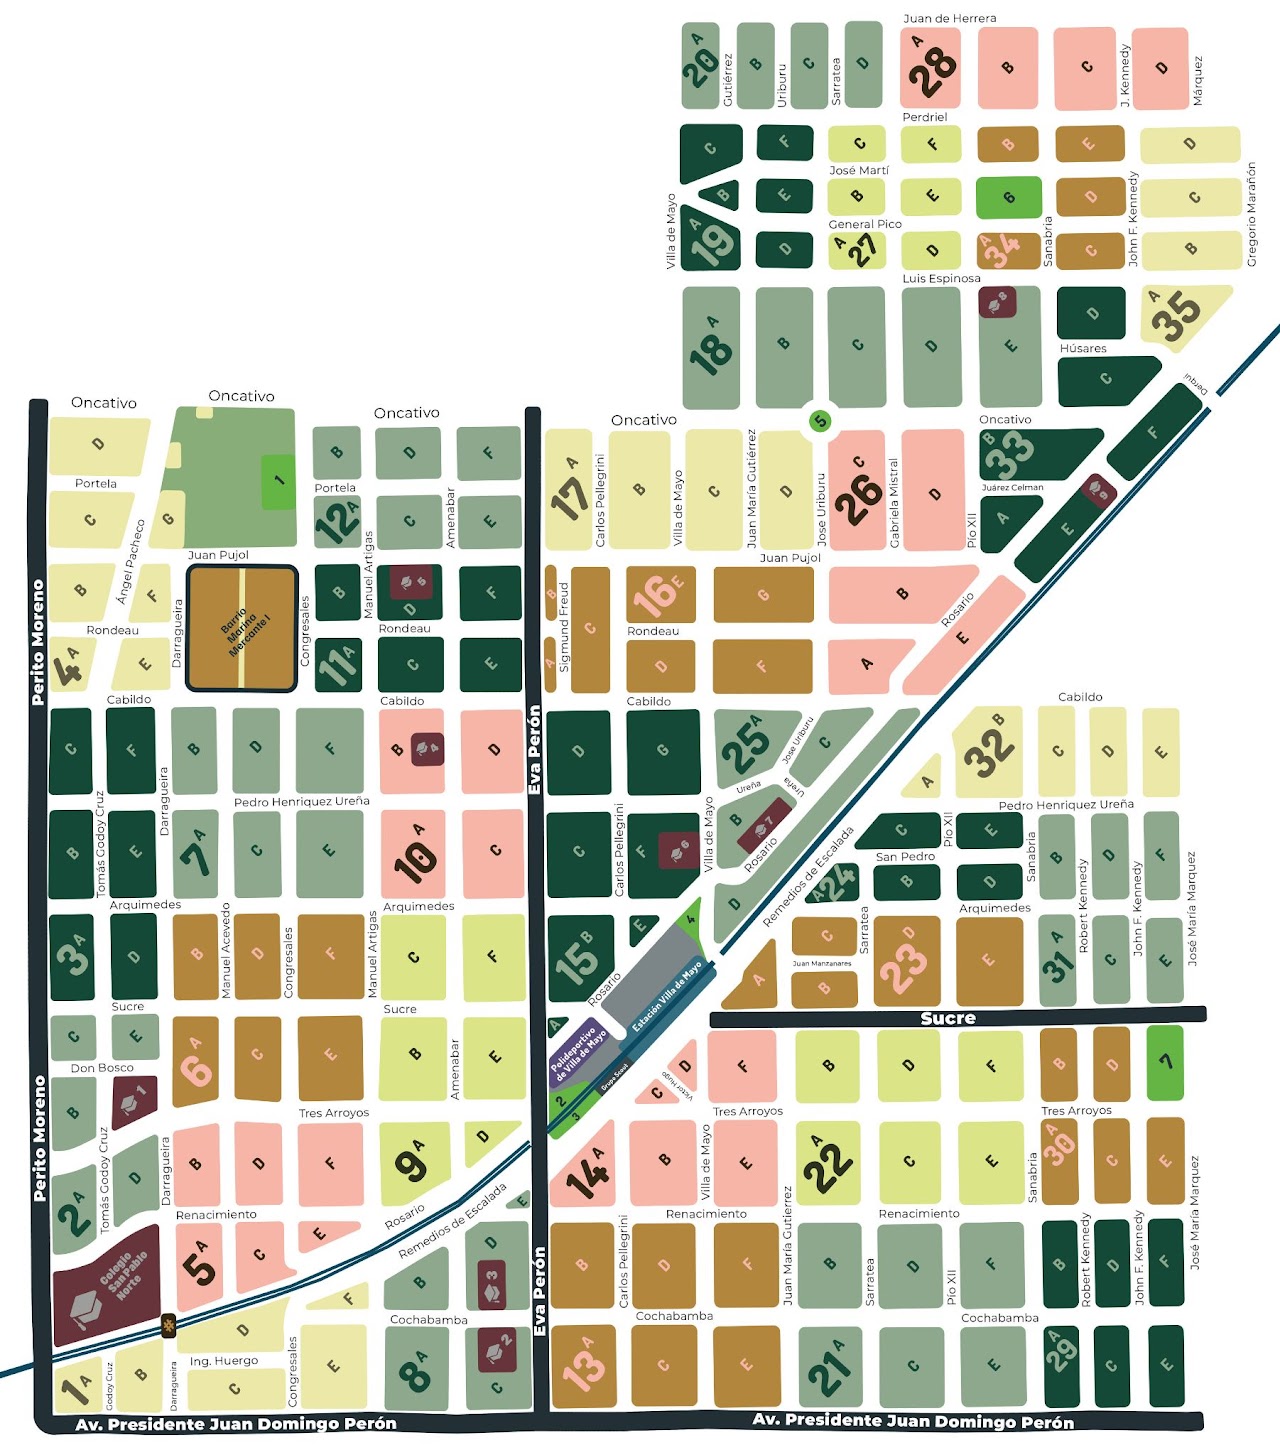 Juan de Herrera
20 A
Gutiérrez
B
Uriburu
C
Sarratea
D
28 A
B
C
J. Kennedy
D
Márquez
Perdriel
C
F
C
F
B
E
D
José Martí
Villa de Mayo
B
E
B
E
6
D
John F. Kennedy
C
Gregorio Marañón
General Pico
19
D
A 27
D
A 34
Sanabria
C
B
Luis Espinosa
18 A
B
C
D
8
E
D
A 35
Húsares
C
Derqui
Oncativo
Oncativo
Oncativo
Oncativo
5
Oncativo
D
1
B
D
F
17 A
Carlos Pellegrini
B
Villa de Mayo
C
Juan María Gutiérrez
D
Jose Uriburu
26 C
Gabriela Mistral
D
Pío XII
B 33
F
Portela
Portela
Juárez Celman
C
Ángel Pacheco
G
12 A
Manuel Artigas
C
Amenabar
E
A
E
9
Juan Pujol
Juan Pujol
Perito Moreno
B
F
Darragueira
Barrio
Marina
Mercante I
Congresales
B
5
D
F
B
Sigmund Freud
C
16 E
G
B
Rosario
E
Rondeau
Rondeau
Rondeau
4 A
E
11 A
C
E
A
D
F
A
Cabildo
Cabildo
Cabildo
Cabildo
C
F
B
D
F
B
4
D
Eva Perón
D
G
25 A
Jose Uriburu
C
A
32 B
C
D
E
Tomás Godoy Cruz
Darragueira
Pedro Henriquez Ureña
Ureña
Ureña
Pedro Henriquez Ureña
B
E
7 A
C
E
10 A
C
C
Carlos Pellegrini
F
6
Villa de Mayo
B
7
Rosario
Remedios de Escalada
C
Pío XII
E
Sanabria
B
Robert Kennedy
D
John F. Kennedy
F
José María Marquez
San Pedro
A 24
B
D
Arquimedes
Arquimedes
Arquimedes
3 A
D
B
Manuel Acevedo
D
Congresales
F
Manuel Artigas
C
F
15 B
E
Rosario
4
D
Estación Villa de Mayo
A
C
Sarratea
23 D
E
31 A
C
E
Juan Manzanares
B
Sucre
Sucre
Sucre
C
E
6 A
C
E
B
Amenabar
E
A
Polideportivo
de Villa de Mayo
Grupo Scout
2
3
C
Victor Hugo
D
F
B
D
F
B
D
7
Don Bosco
Perito Moreno
B
1
Tres Arroyos
Tres Arroyos
Tres Arroyos
2 A
Tomás Godoy Cruz
D
Darragueira
B
D
F
9 A
D
14 A
B
Villa de Mayo
E
Juan María Gutierrez
22 A
C
E
Sanabria
30 A
C
E
José María Marquez
Renacimiento
Rosario
Remedios de Escalada
E
Renacimiento
Renacimiento
Colegio
San Pablo
Norte
5 A
C
E
B
D
3
Eva Perón
B
Carlos Pellegrini
D
F
B
Sarratea
D
Pío XII
F
B
Robert Kennedy
D
John F. Kennedy
F
F
Cochabamba
Cochabamba
Cochabamba
1 A
Godoy Cruz
B
Darragueira
D
Ing. Huergo
C
Congresales
E
8 A
2
C
13 A
C
E
21 A
C
E
29 A
C
E
Av. Presidente Juan Domingo Perón
Av. Presidente Juan Domingo Perón